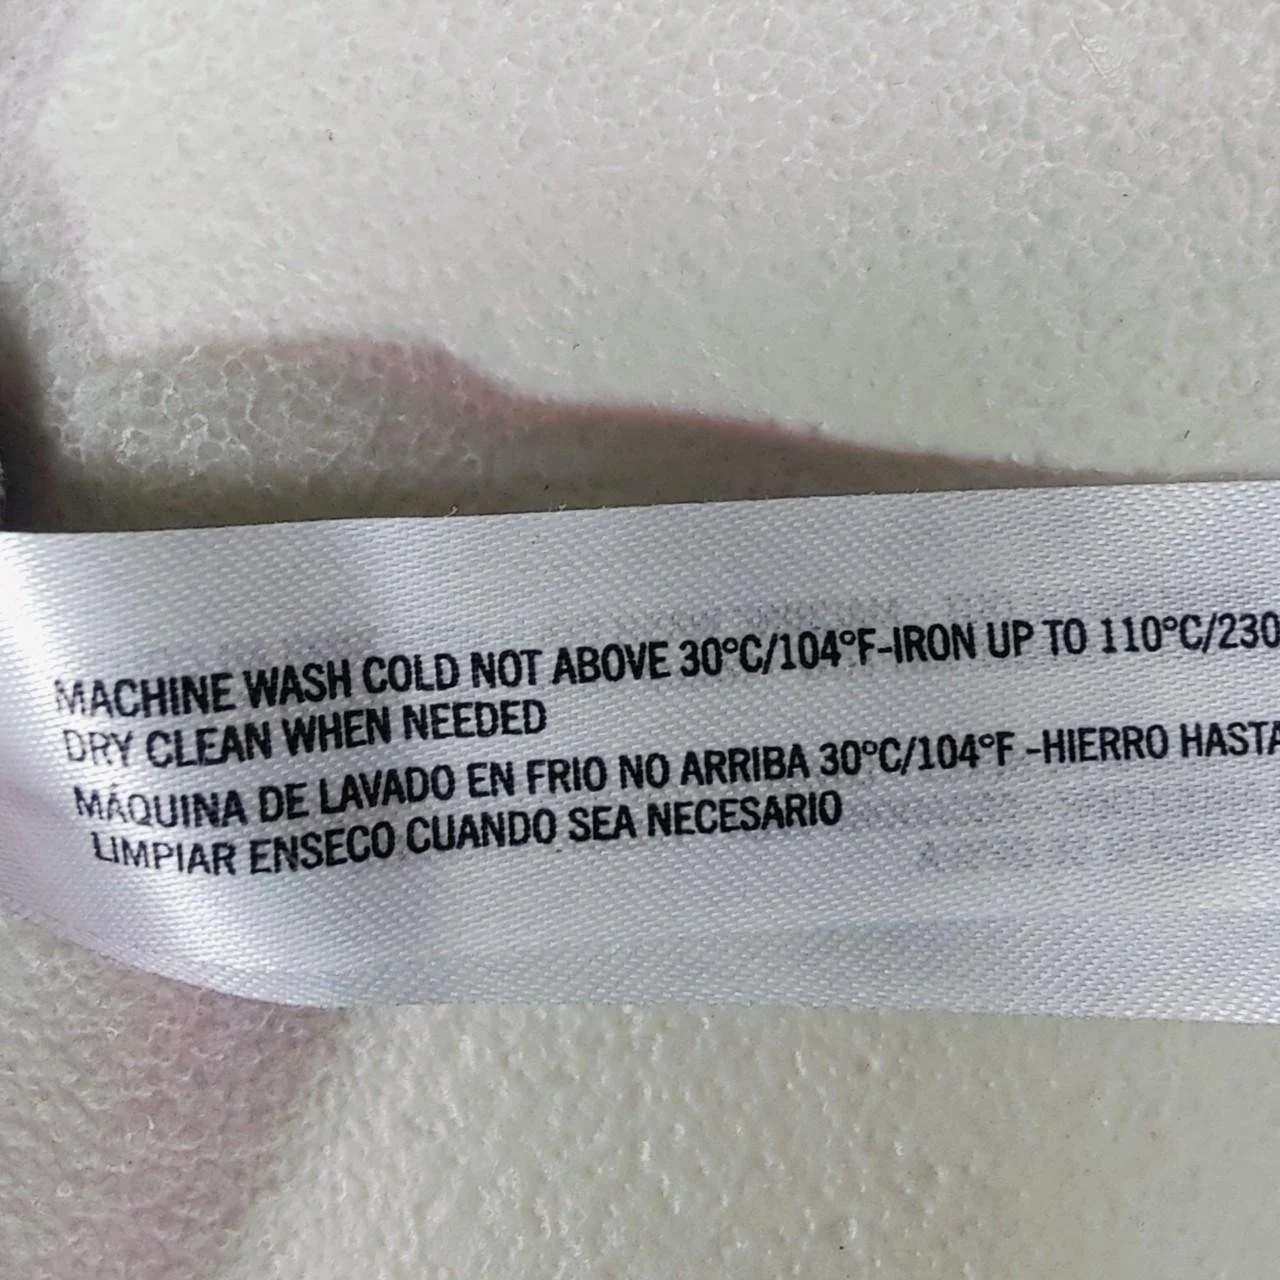 MACHINE WASH COLD NOT ABOVE 30°C/104°F-IRON UP TO 110°C/230
DRY CLEAN WHEN NEEDED
MÁQUINA DE LAVADO EN FRIO NO ARRIBA 30°C/104°F -HIERRO HASTA
LIMPIAR ENSECO CUANDO SEA NECESARIO